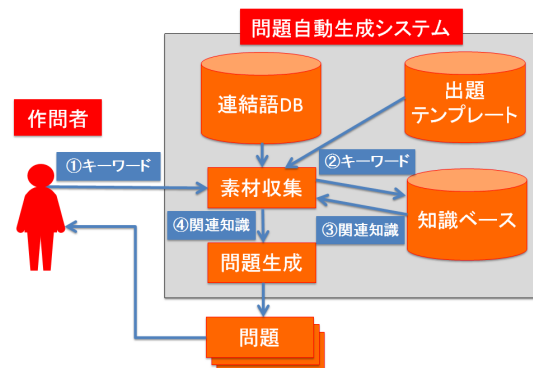 問題自動生成システム
連結語DB
出題
テンプレート
作問者
①キーワード
②キーワード
素材収集
④関連知識
③関連知識
知識ベース
問題生成
問題